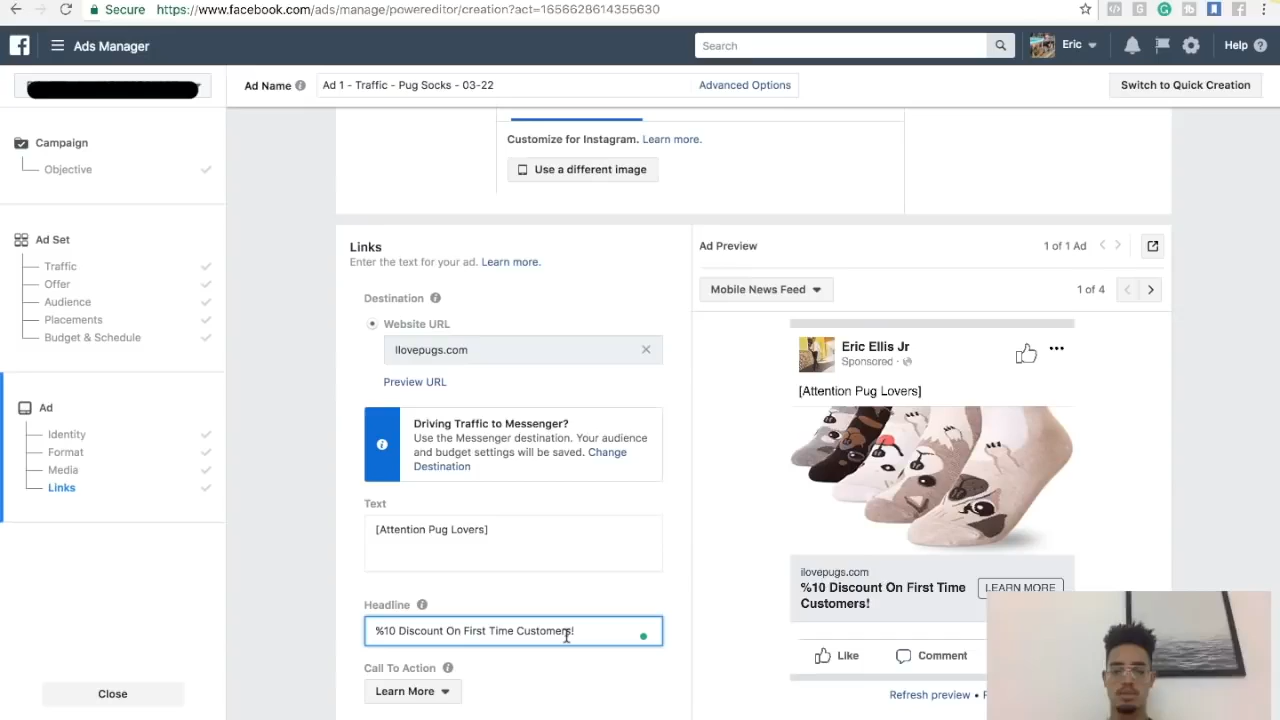 Secure https://www.facebook.com/ads/manage/powereditor/creation?act=1656628614355630
Ads Manager
Search
Eric
Help
Ad Name
Ad 1 - Traffic - Pug Socks - 03-22
Advanced Options
Switch to Quick Creation
Campaign
Objective
Ad Set
Traffic
Offer
Audience
Placements
Budget & Schedule
Ad
Identity
Format
Media
Links
Close
Customize for Instagram. Learn more.
Use a different image
Links
Enter the text for your ad. Learn more.
Destination
Website URL
Ilovepugs.com
Preview URL
Driving Traffic to Messenger?
Use the Messenger destination. Your audience
and budget settings will be saved. Change
Destination
Text
[Attention Pug Lovers]
Headline
%10 Discount On First Time Customers!
Call To Action
Learn More
Ad Preview
1 of 1 Ad
Mobile News Feed
1 of 4
Eric Ellis Jr
Sponsored ·
[Attention Pug Lovers]
ilovepugs.com
%10 Discount On First Time
Customers!
LEARN MORE
Like
Comment
Refresh preview •